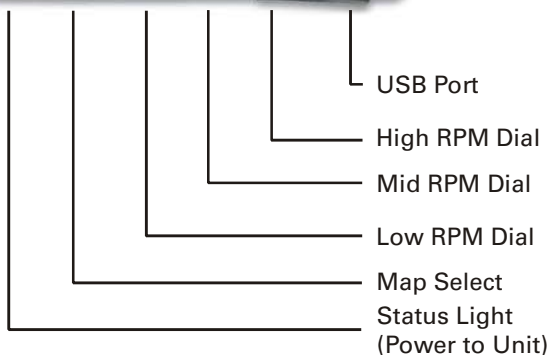 USB Port
High RPM Dial
Mid RPM Dial
Low RPM Dial
Map Select
Status Light
(Power to Unit)